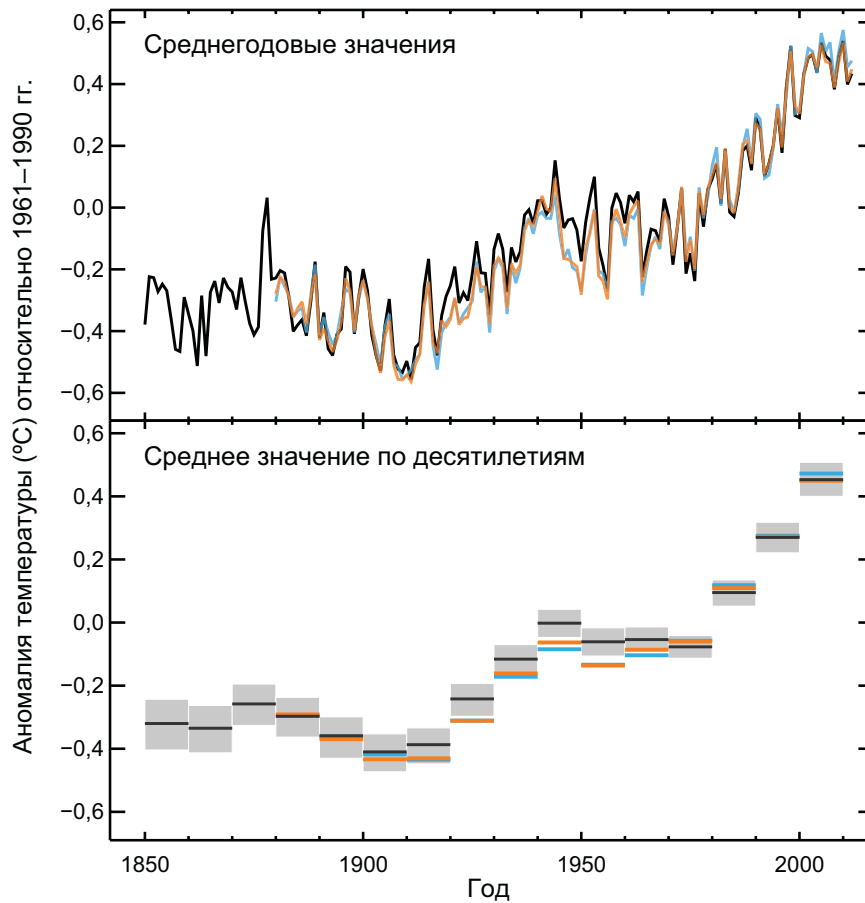 Аномалия температуры (ºC) относительно 1961–1990 гг.
0,6
Среднегодовые значения
0,4
0,2
0,0
−0,2
−0,4
−0,6
0,6
Среднее значение по десятилетиям
0,4
0,2
0,0
−0,2
−0,4
−0,6
1850 1900 1950 2000
Год